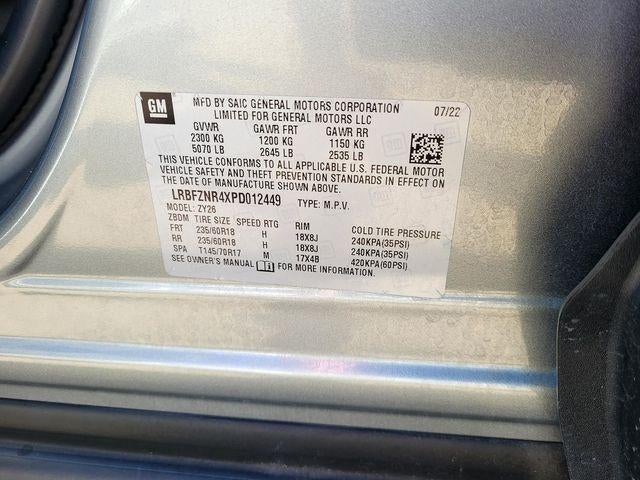 GM
MFD BY SAIC GENERAL MOTORS CORPORATION 07/22
LIMITED FOR GENERAL MOTORS LLC
GVWR GAWR FRT GAWR RR
2300 KG 1200 KG 1150 KG
5070 LB 2645 LB 2535 LB
THIS VEHICLE CONFORMS TO ALL APPLICABLE U.S. FEDERAL MOTOR
VEHICLE SAFETY AND THEFT PREVENTION STANDARDS IN EFFECT ON
THE DATE OF MANUFACTURE SHOWN ABOVE.
LRBFZNR4XPD012449 TYPE: M.P.V.
MODEL: ZY26
ZBDM TIRE SIZE SPEED RTG RIM COLD TIRE PRESSURE
FRT 235/60R18 H 18X8J 240KPA(35PSI)
RR 235/60R18 H 18X8J 240KPA(35PSI)
SPA T145/70R17 M 17X4B 420KPA(60PSI)
SEE OWNER'S MANUAL FOR MORE INFORMATION.